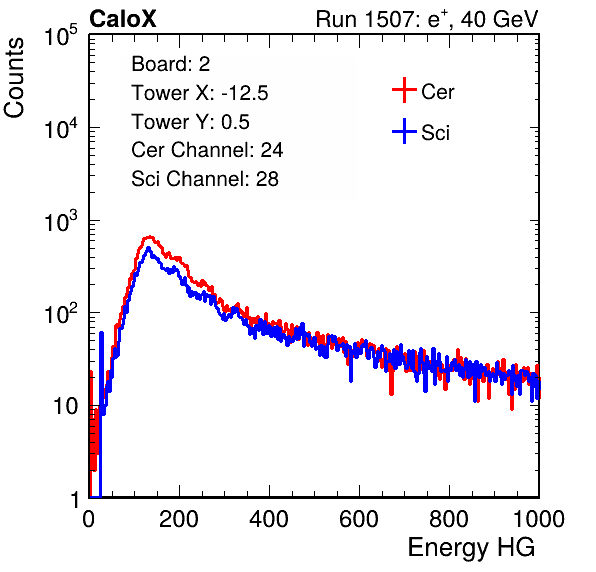 CaloX Run 1507: e⁺, 40 GeV
Counts
Board: 2
Tower X: -12.5
Tower Y: 0.5
Cer Channel: 24
Sci Channel: 28
Cer
Sci
10⁵
10⁴
10³
10²
10
1
0 200 400 600 800 1000
Energy HG